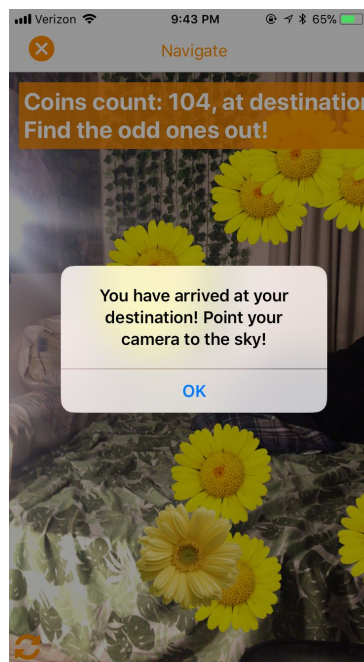 Verizon 9:43 PM 65%
Navigate
Coins count: 104, at destination
Find the odd ones out!
You have arrived at your
destination! Point your
camera to the sky!
OK